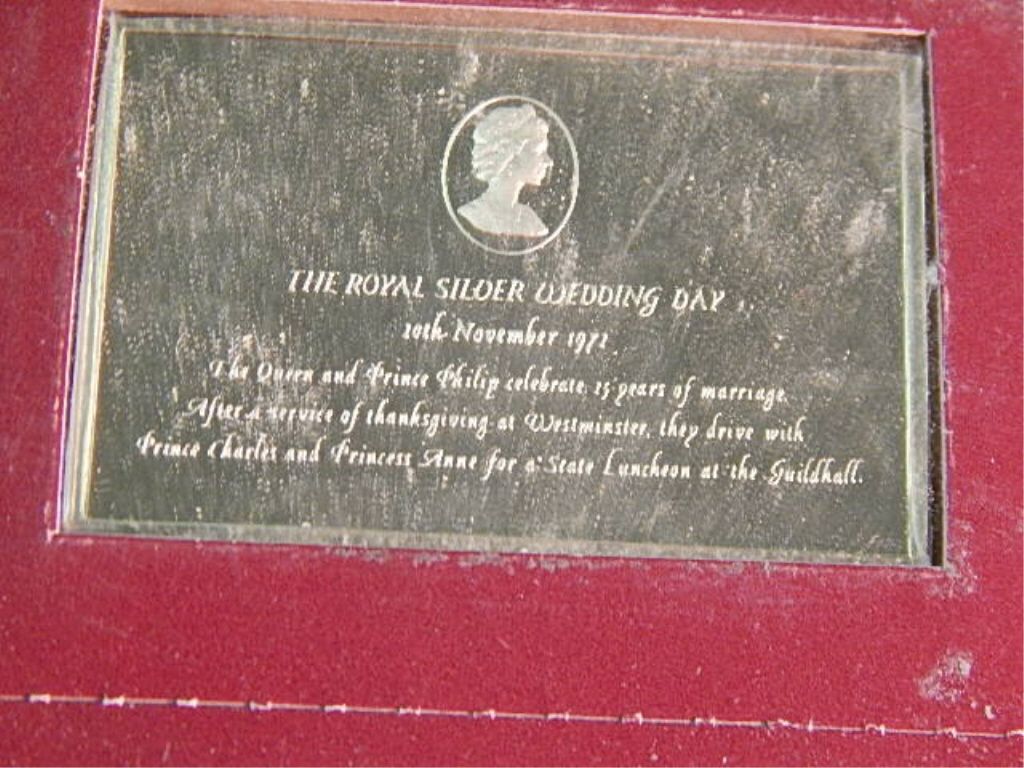 THE ROYAL SILVER WEDDING DAY
20th November 1972
The Queen and Prince Philip celebrate 25 years of marriage.
After a service of thanksgiving at Westminster, they drive with
Prince Charles and Princess Anne for a State Luncheon at the Guildhall.